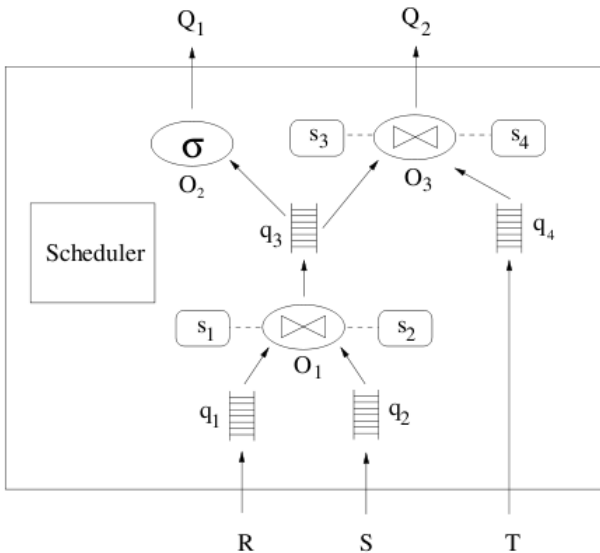 Q1 Q2
σ s3 s4
O2 O3
q3 q4
Scheduler
s1 s2
O1
q1 q2
R S T